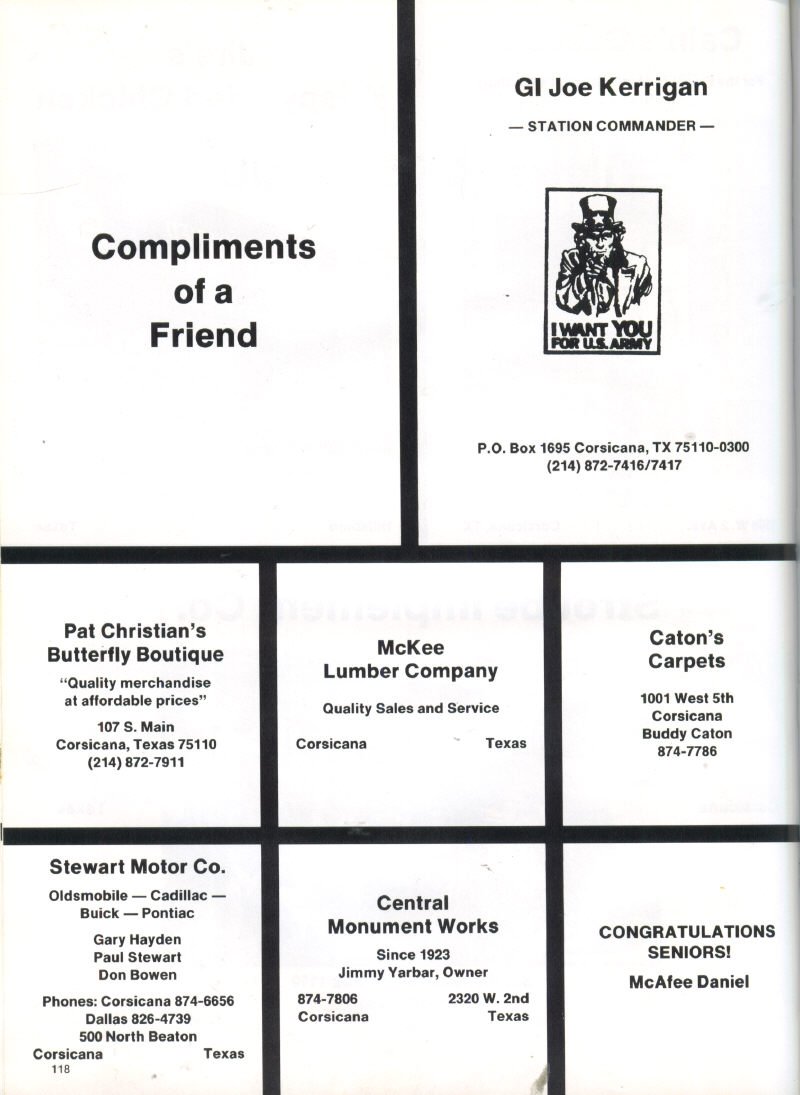 Compliments
of a
Friend
GI Joe Kerrigan
— STATION COMMANDER —
I WANT YOU
FOR U.S. ARMY
P.O. Box 1695 Corsicana, TX 75110-0300
(214) 872-7416/7417
Pat Christian's
Butterfly Boutique
“Quality merchandise
at affordable prices”
107 S. Main
Corsicana, Texas 75110
(214) 872-7911
McKee
Lumber Company
Quality Sales and Service
Corsicana Texas
Caton's
Carpets
1001 West 5th
Corsicana
Buddy Caton
874-7786
Stewart Motor Co.
Oldsmobile — Cadillac —
Buick — Pontiac
Gary Hayden
Paul Stewart
Don Bowen
Phones: Corsicana 874-6656
Dallas 826-4739
500 North Beaton
Corsicana Texas
118
Central
Monument Works
Since 1923
Jimmy Yarbar, Owner
874-7806 2320 W. 2nd
Corsicana Texas
CONGRATULATIONS
SENIORS!
McAfee Daniel